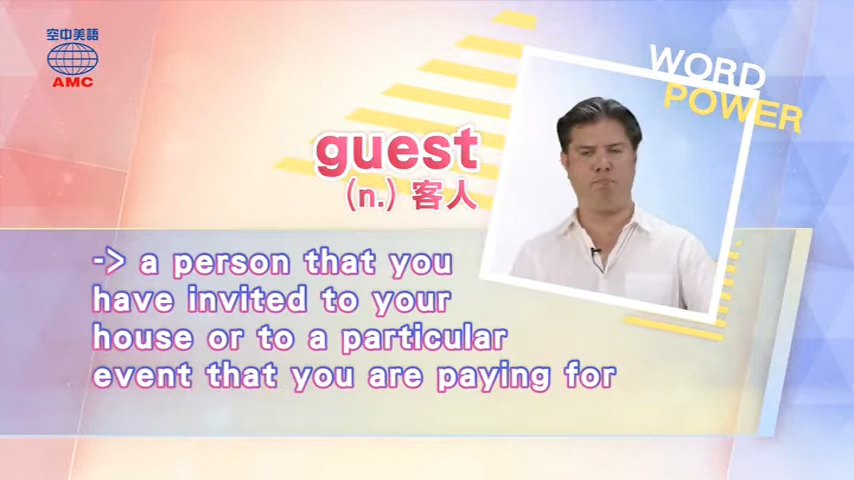 空中美語
AMC
WORD
POWER
guest
(n.) 客人
-> a person that you
have invited to your
house or to a particular
event that you are paying for